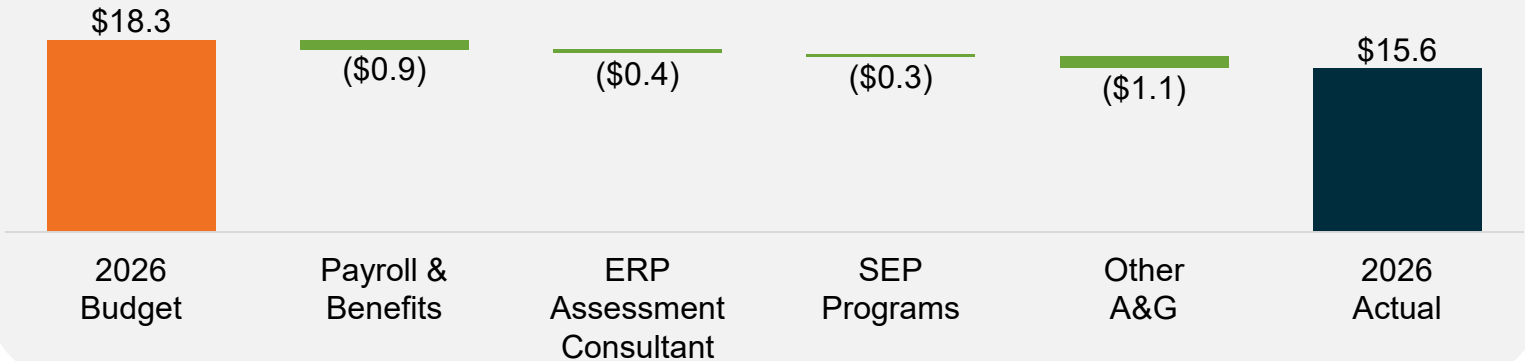 $18.3
($0.9)
($0.4)
($0.3)
($1.1)
$15.6
2026
Budget
Payroll &
Benefits
ERP
Assessment
Consultant
SEP
Programs
Other
A&G
2026
Actual